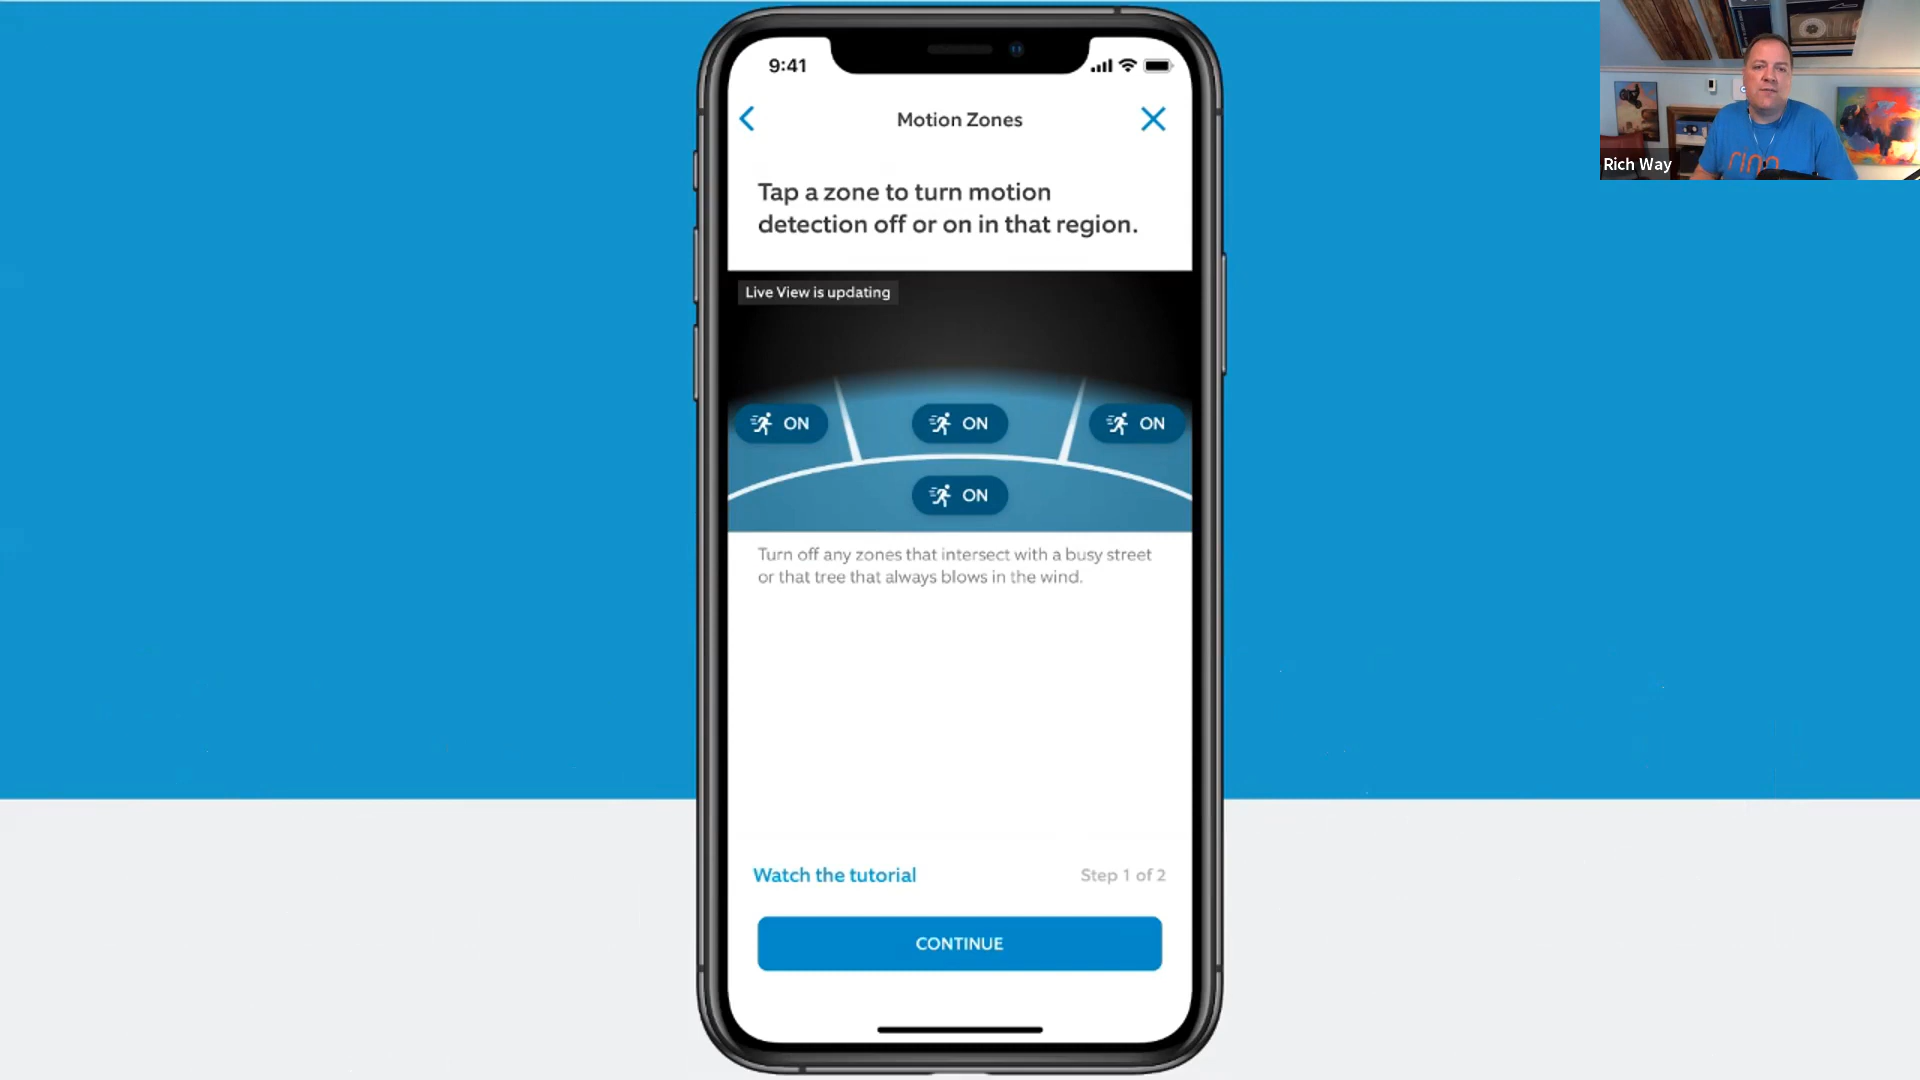 9:41
Motion Zones
Tap a zone to turn motion
detection off or on in that region.
Live View is updating
ON
ON
ON
ON
Turn off any zones that intersect with a busy street
or that tree that always blows in the wind.
Watch the tutorial
Step 1 of 2
CONTINUE
Rich Way
ring